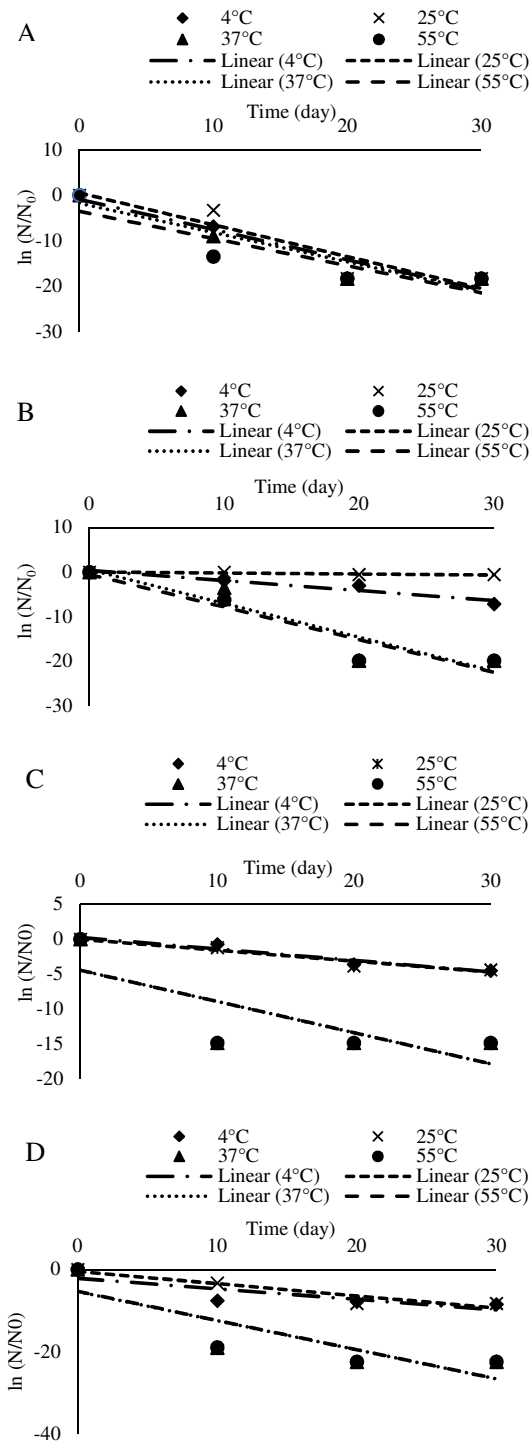 A
4°C
25°C
37°C
55°C
Linear (4°C)
Linear (25°C)
Linear (37°C)
Linear (55°C)
Time (day)
0 10 20 30
10
0
-10
-20
-30
ln (N/N₀)
B
4°C
25°C
37°C
55°C
Linear (4°C)
Linear (25°C)
Linear (37°C)
Linear (55°C)
Time (day)
0 10 20 30
10
0
-10
-20
-30
ln (N/N₀)
C
4°C
25°C
37°C
55°C
Linear (4°C)
Linear (25°C)
Linear (37°C)
Linear (55°C)
Time (day)
0 10 20 30
5
0
-5
-10
-15
-20
ln (N/N0)
D
4°C
25°C
37°C
55°C
Linear (4°C)
Linear (25°C)
Linear (37°C)
Linear (55°C)
Time (day)
0 10 20 30
0
-20
-40
ln (N/N0)